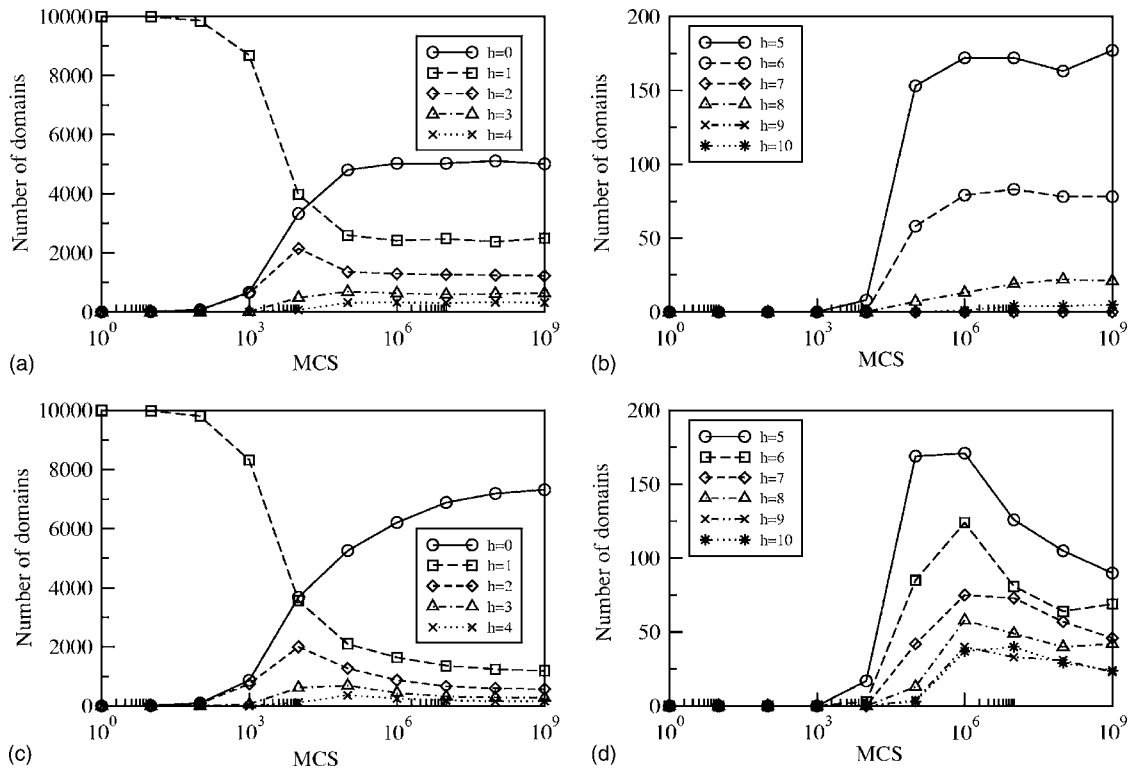 10000
8000
6000
4000
2000
0
Number of domains
h=0
h=1
h=2
h=3
h=4
10^0
10^3
10^6
10^9
MCS
(a)
200
150
100
50
0
Number of domains
h=5
h=6
h=7
h=8
h=9
h=10
10^0
10^3
10^6
10^9
MCS
(b)
10000
8000
6000
4000
2000
0
Number of domains
h=0
h=1
h=2
h=3
h=4
10^0
10^3
10^6
10^9
MCS
(c)
200
150
100
50
0
Number of domains
h=5
h=6
h=7
h=8
h=9
h=10
10^0
10^3
10^6
10^9
MCS
(d)